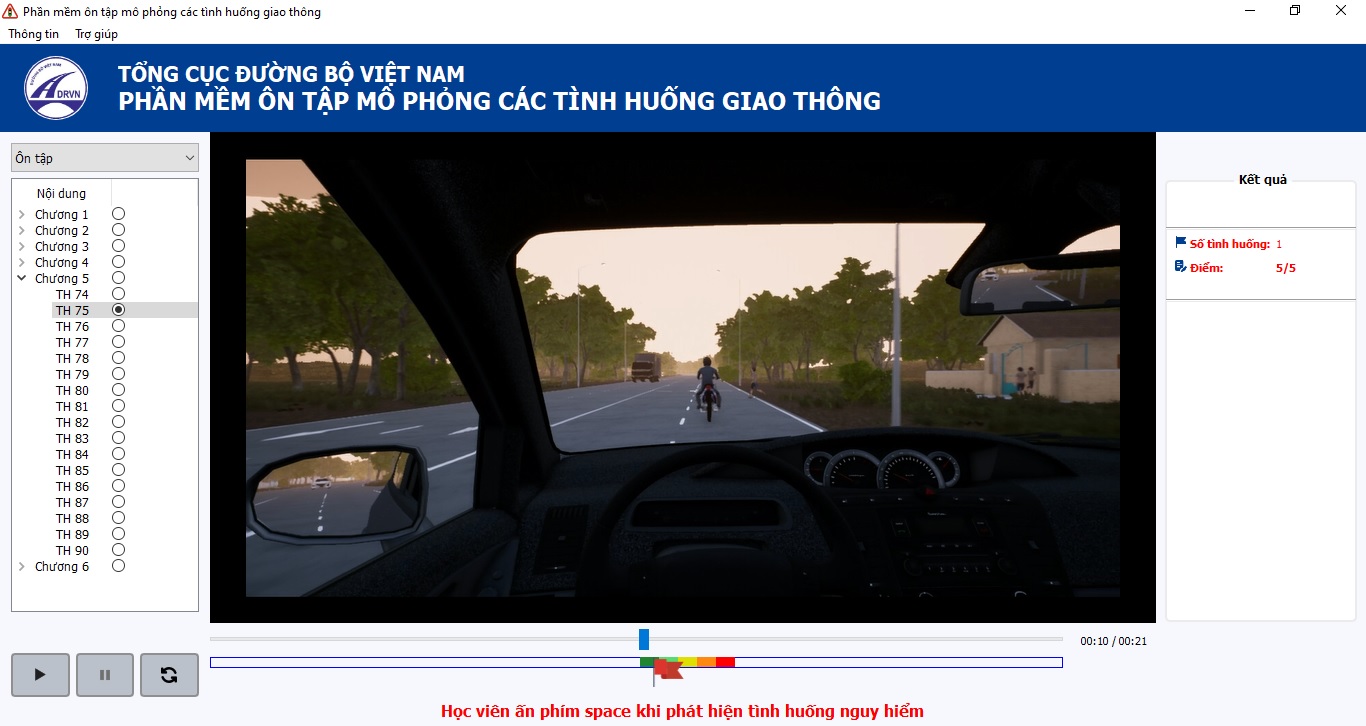 Phần mềm ôn tập mô phỏng các tình huống giao thông
Thông tin Trợ giúp
TỔNG CỤC ĐƯỜNG BỘ VIỆT NAM
PHẦN MỀM ÔN TẬP MÔ PHỎNG CÁC TÌNH HUỐNG GIAO THÔNG
DRVN
Ôn tập
Nội dung
Chương 1
Chương 2
Chương 3
Chương 4
Chương 5
TH 74
TH 75
TH 76
TH 77
TH 78
TH 79
TH 80
TH 81
TH 82
TH 83
TH 84
TH 85
TH 86
TH 87
TH 88
TH 89
TH 90
Chương 6
Kết quả
Số tình huống: 1
Điểm: 5/5
00:10 / 00:21
Học viên ấn phím space khi phát hiện tình huống nguy hiểm